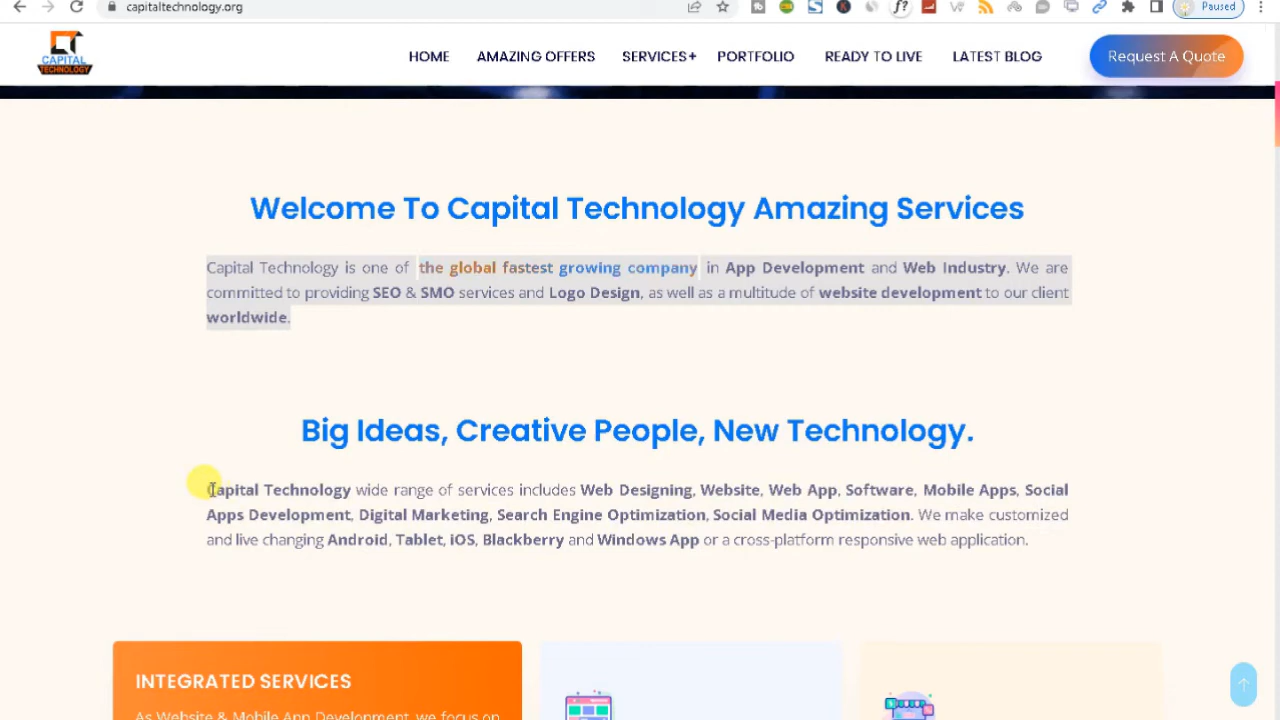 capitaltechnology.org
Paused
CAPITAL
TECHNOLOGY
HOME AMAZING OFFERS SERVICES+ PORTFOLIO READY TO LIVE LATEST BLOG Request A Quote
Welcome To Capital Technology Amazing Services
Capital Technology is one of the global fastest growing company in App Development and Web Industry. We are
committed to providing SEO & SMO services and Logo Design, as well as a multitude of website development to our client
worldwide.
Big Ideas, Creative People, New Technology.
Capital Technology wide range of services includes Web Designing, Website, Web App, Software, Mobile Apps, Social
Apps Development, Digital Marketing, Search Engine Optimization, Social Media Optimization. We make customized
and live changing Android, Tablet, iOS, Blackberry and Windows App or a cross-platform responsive web application.
INTEGRATED SERVICES
As Website & Mobile App Development, we focus on